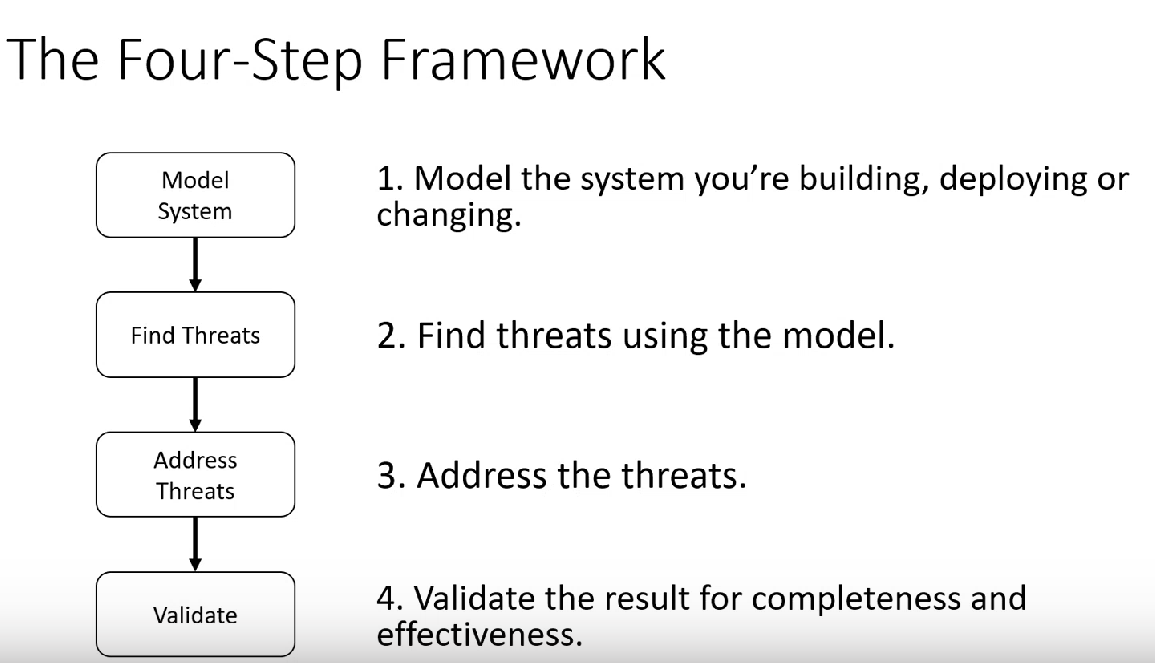 The Four-Step Framework
Model
System
1. Model the system you’re building, deploying or
changing.
Find Threats
2. Find threats using the model.
Address
Threats
3. Address the threats.
Validate
4. Validate the result for completeness and
effectiveness.